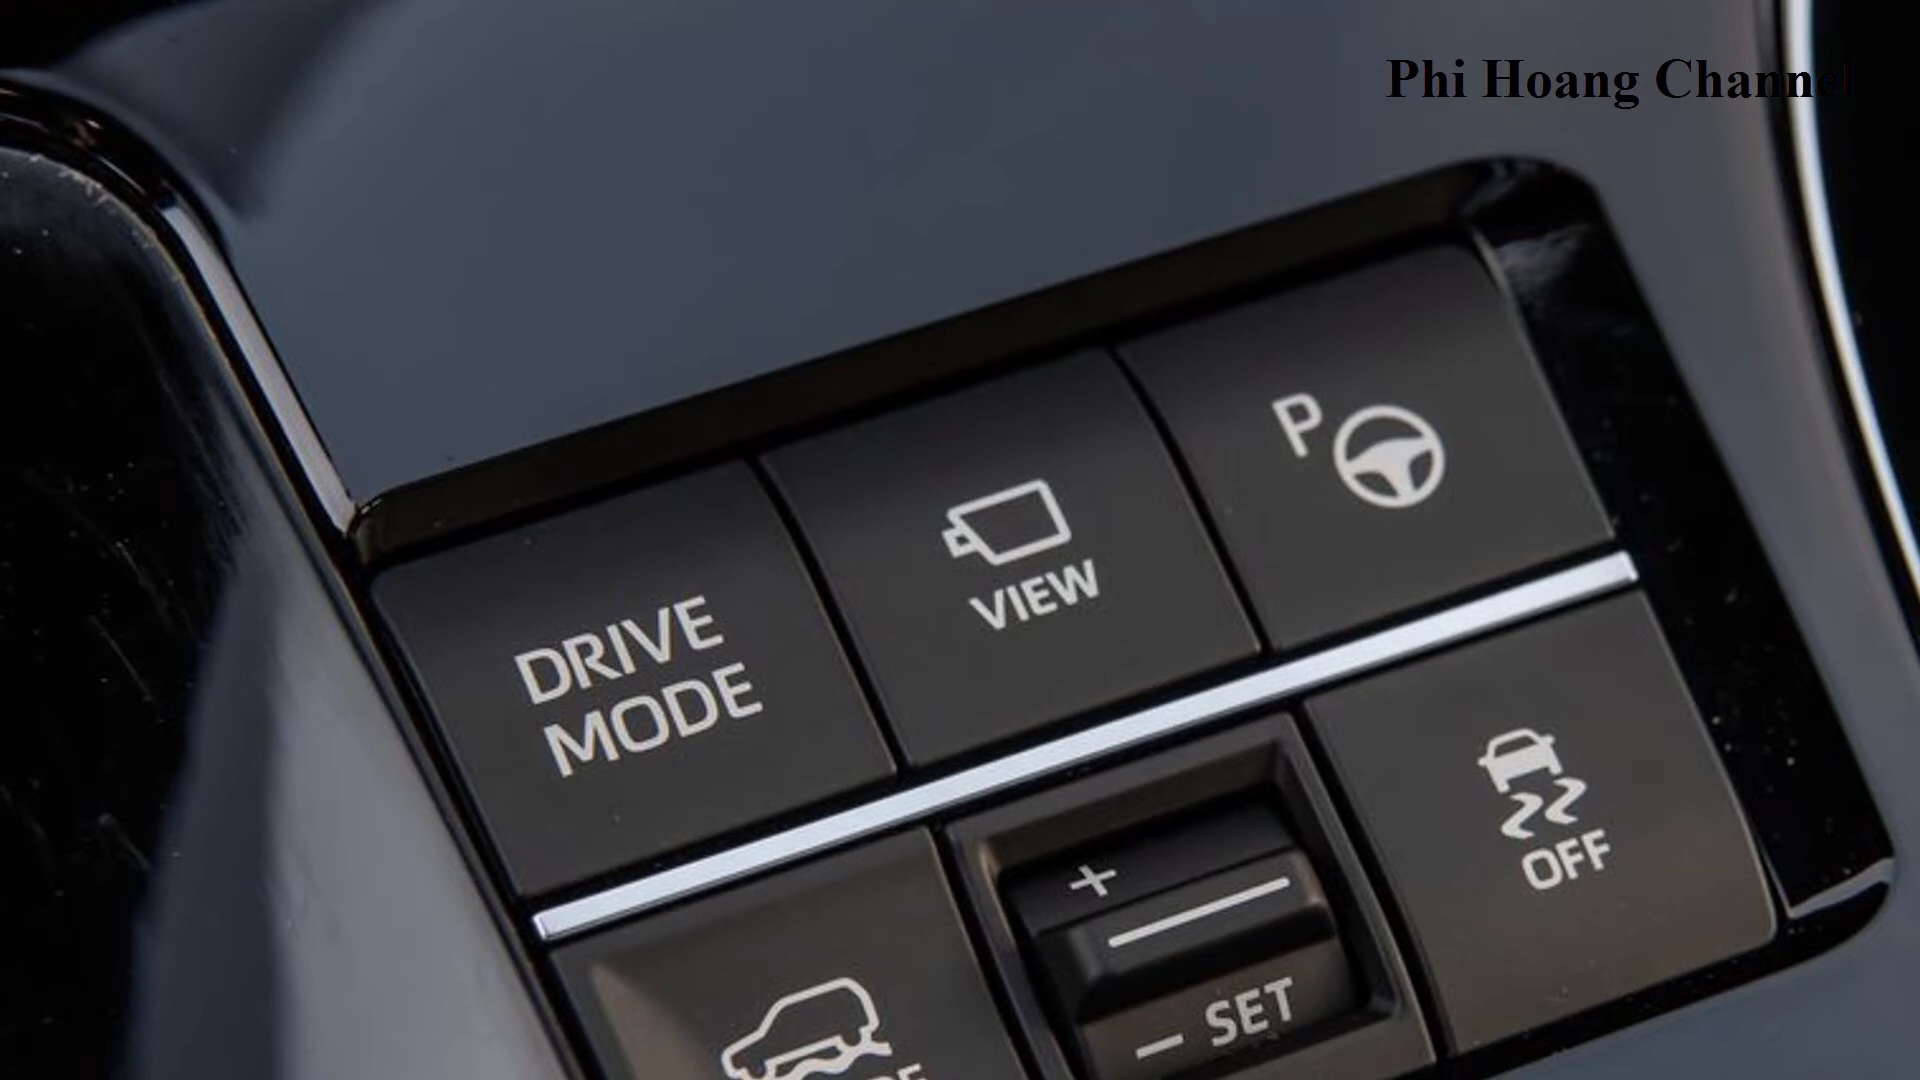 Phi Hoang Channel
P
VIEW
DRIVE
MODE
OFF
+
- SET